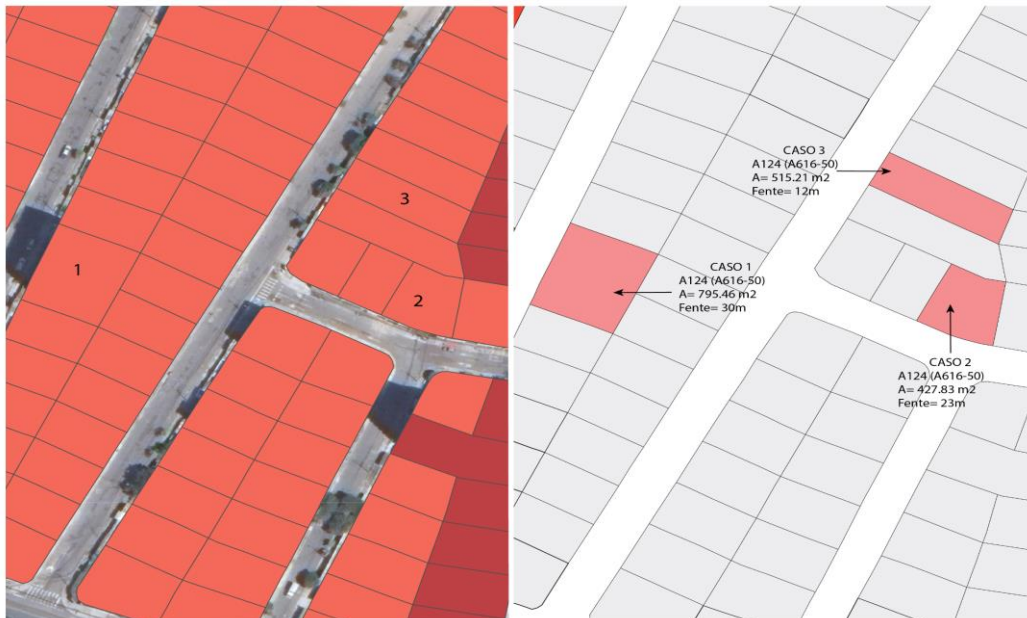 1
3
2
CASO 3
A124 (A616-50)
A= 515.21 m2
Fente= 12m
CASO 1
A124 (A616-50)
A= 795.46 m2
Fente= 30m
CASO 2
A124 (A616-50)
A= 427.83 m2
Fente= 23m